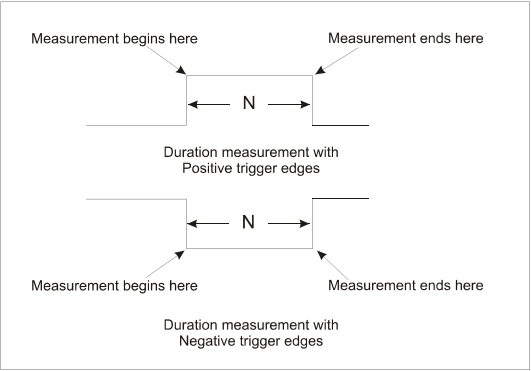 Measurement begins here
Measurement ends here
N
Duration measurement with
Positive trigger edges
N
Measurement begins here
Measurement ends here
Duration measurement with
Negative trigger edges